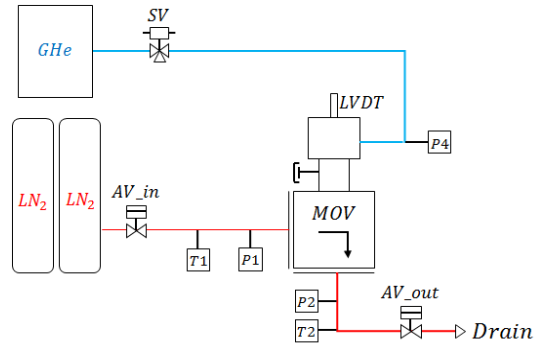 SV
GHe
LVDT
P4
LN₂
LN₂
AV_in
MOV
T1
P1
P2
AV_out
T2
Drain